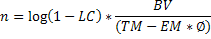 n = log(1 − LC) * BV / (TM − EM * ∅)